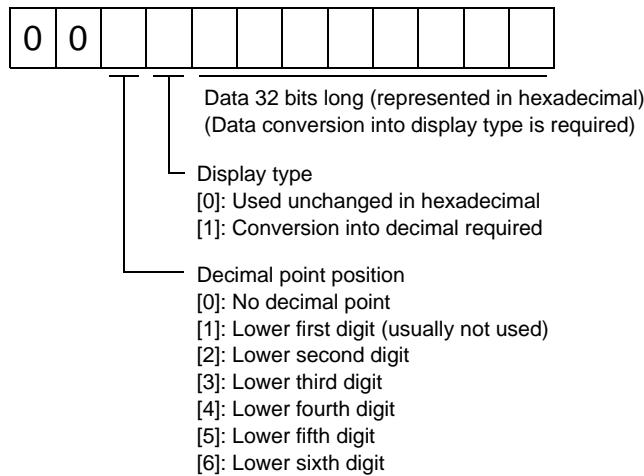 0 0
Data 32 bits long (represented in hexadecimal)
(Data conversion into display type is required)
Display type
[0]: Used unchanged in hexadecimal
[1]: Conversion into decimal required
Decimal point position
[0]: No decimal point
[1]: Lower first digit (usually not used)
[2]: Lower second digit
[3]: Lower third digit
[4]: Lower fourth digit
[5]: Lower fifth digit
[6]: Lower sixth digit